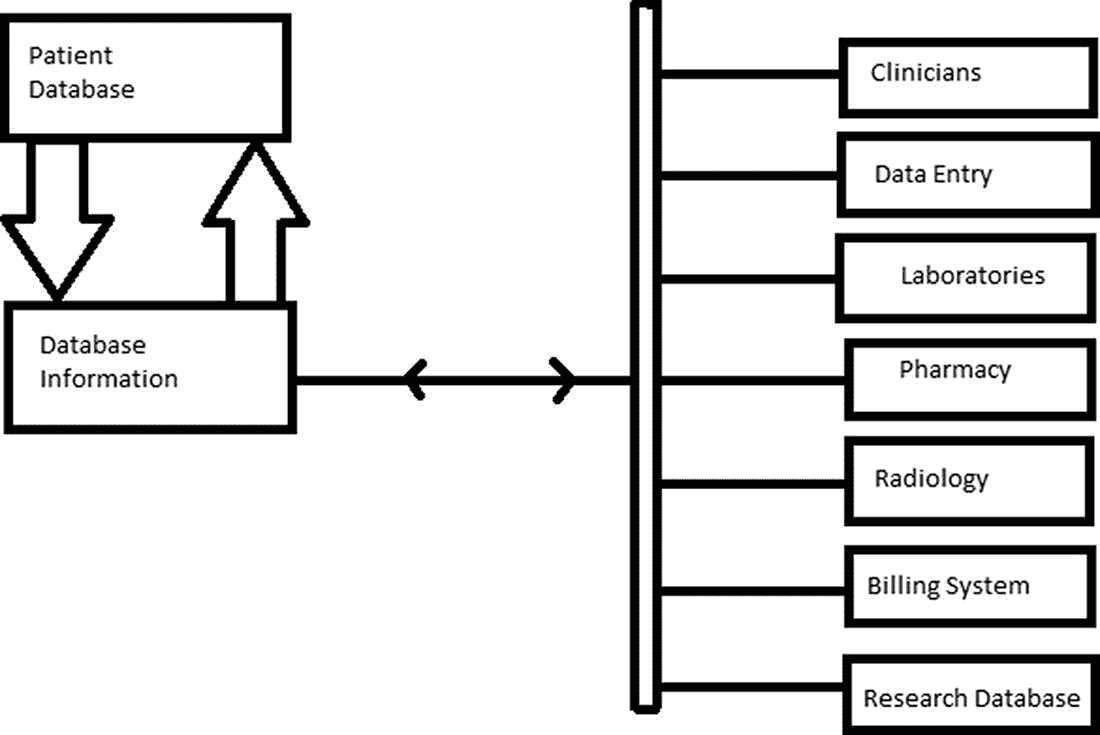 Patient
Database
Database
Information
Clinicians
Data Entry
Laboratories
Pharmacy
Radiology
Billing System
Research Database